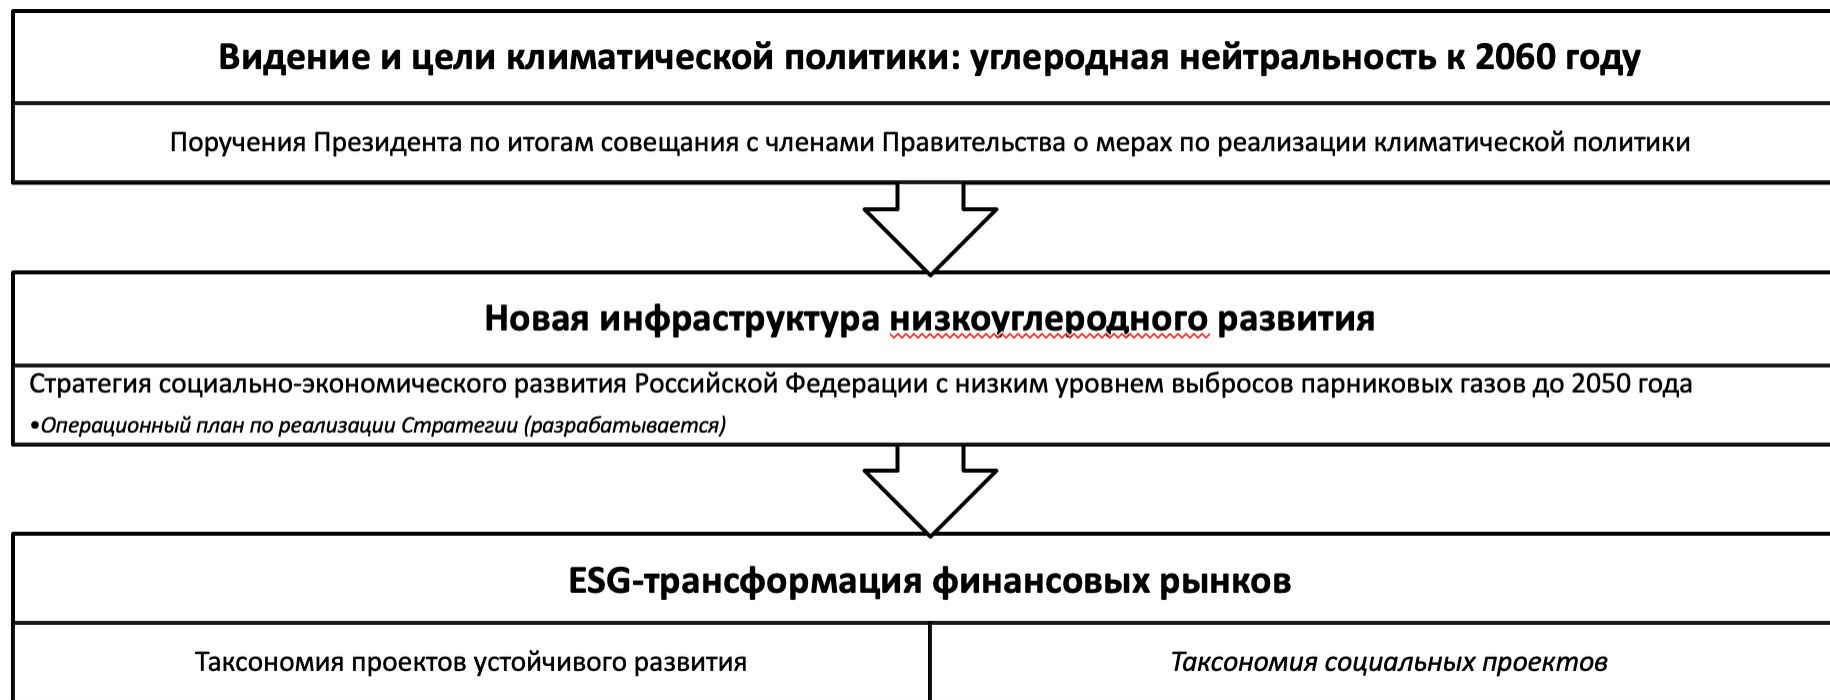 Видение и цели климатической политики: углеродная нейтральность к 2060 году
Поручения Президента по итогам совещания с членами Правительства о мерах по реализации климатической политики
Новая инфраструктура низкоуглеродного развития
Стратегия социально-экономического развития Российской Федерации с низким уровнем выбросов парниковых газов до 2050 года
•Операционный план по реализации Стратегии (разрабатывается)
ESG-трансформация финансовых рынков
Таксономия проектов устойчивого развития
Таксономия социальных проектов